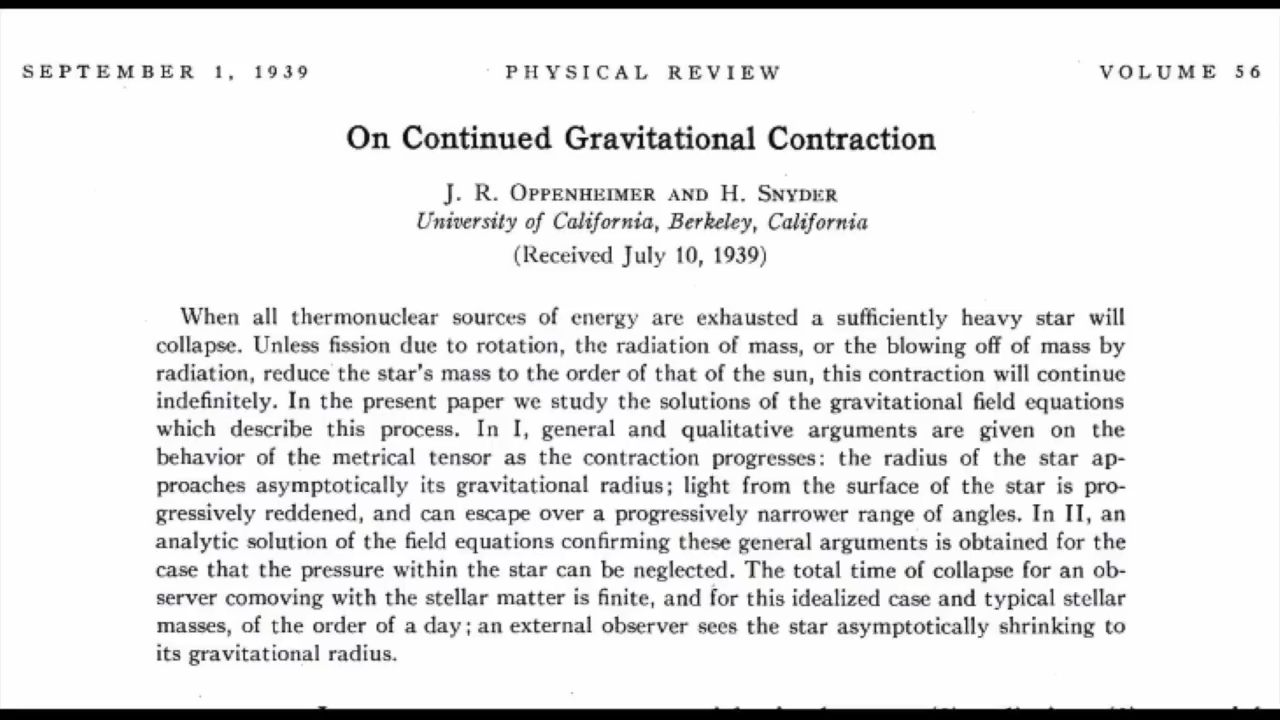 SEPTEMBER 1, 1939 PHYSICAL REVIEW VOLUME 56
On Continued Gravitational Contraction
J. R. OPPENHEIMER AND H. SNYDER
University of California, Berkeley, California
(Received July 10, 1939)
When all thermonuclear sources of energy are exhausted a sufficiently heavy star will
collapse. Unless fission due to rotation, the radiation of mass, or the blowing off of mass by
radiation, reduce the star's mass to the order of that of the sun, this contraction will continue
indefinitely. In the present paper we study the solutions of the gravitational field equations
which describe this process. In I, general and qualitative arguments are given on the
behavior of the metrical tensor as the contraction progresses: the radius of the star ap-
proaches asymptotically its gravitational radius; light from the surface of the star is pro-
gressively reddened, and can escape over a progressively narrower range of angles. In II, an
analytic solution of the field equations confirming these general arguments is obtained for the
case that the pressure within the star can be neglected. The total time of collapse for an ob-
server comoving with the stellar matter is finite, and for this idealized case and typical stellar
masses, of the order of a day; an external observer sees the star asymptotically shrinking to
its gravitational radius.